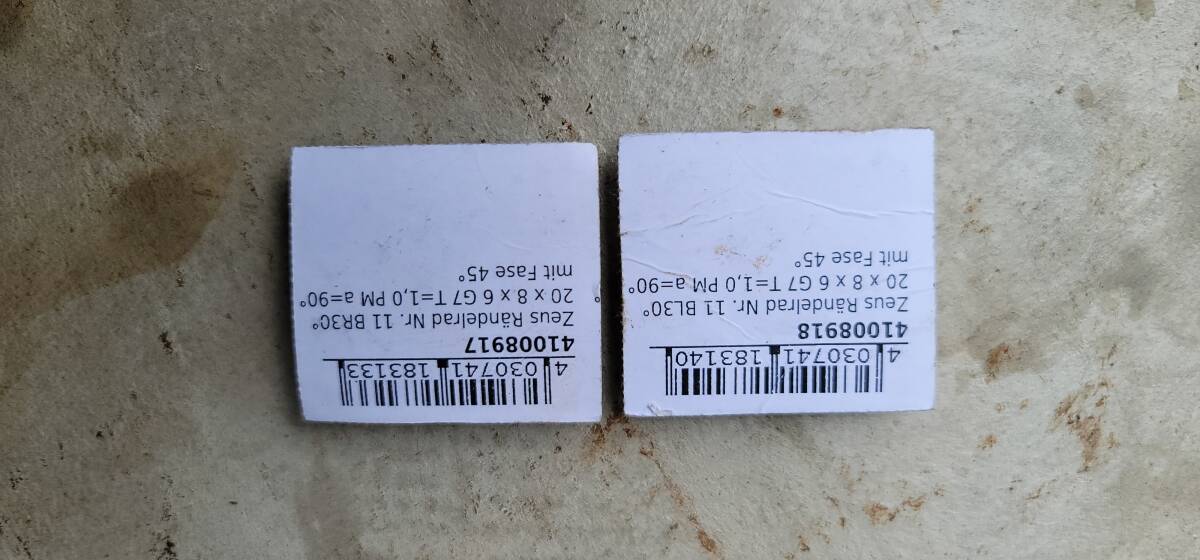 4 030741 183140
41008918
Zeus Rändelrad Nr. 11 BL30°
20 x 8 x 6 G7 T=1,0 PM a=90°
mit Fase 45°
4 030741 183133
41008917
Zeus Rändelrad Nr. 11 BR30°
20 x 8 x 6 G7 T=1,0 PM a=90°
mit Fase 45°